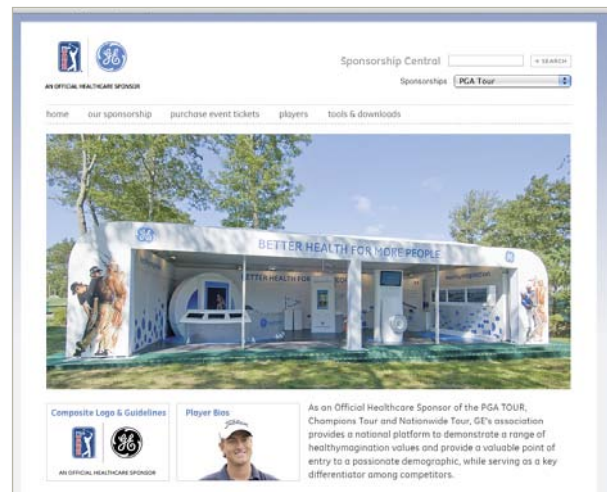 Sponsorship Central
+ SEARCH
Sponsorships PGA Tour
AN OFFICIAL HEALTHCARE SPONSOR
home our sponsorship purchase event tickets players tools & downloads
BETTER HEALTH FOR MORE PEOPLE
BETTER HEALTH FOR
Composite Logo & Guidelines
AN OFFICIAL HEALTHCARE SPONSOR
Player Bios
Titleist
As an Official Healthcare Sponsor of the PGA TOUR,
Champions Tour and Nationwide Tour, GE's association
provides a national platform to demonstrate a range of
healthymagination values and provide a valuable point of
entry to a passionate demographic, while serving as a key
differentiator among competitors.